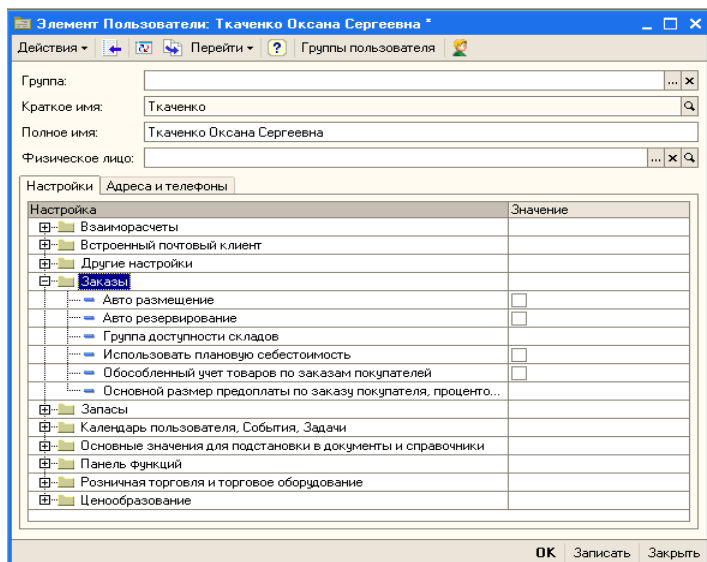 Элемент Пользователи: Ткаченко Оксана Сергеевна *
Действия Перейти ? Группы пользователя
Группа: ... x
Краткое имя: Ткаченко
Полное имя: Ткаченко Оксана Сергеевна
Физическое лицо: ... x
Настройки Адреса и телефоны
Настройка Значение
Взаиморасчеты
Встроенный почтовый клиент
Другие настройки
Заказы
Авто размещение
Авто резервирование
Группа доступности складов
Использовать плановую себестоимость
Обособленный учет товаров по заказам покупателей
Основной размер предоплаты по заказу покупателя, проценто...
Запасы
Календарь пользователя, События, Задачи
Основные значения для подстановки в документы и справочники
Панель функций
Розничная торговля и торговое оборудование
Ценообразование
OK Записать Закрыть